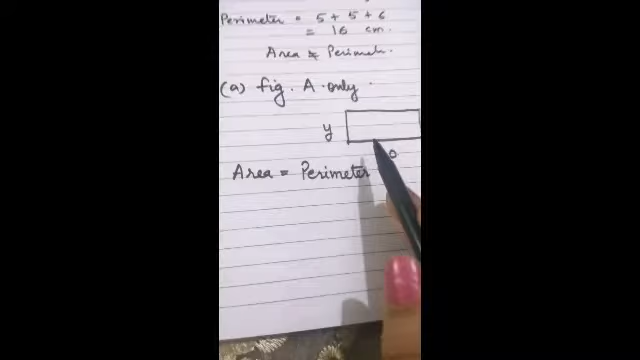 Perimeter = 5 + 5 + 6
= 16 cm.
Area ≠ Perimeter.
(a) fig. A only.
y
Area = Perimeter